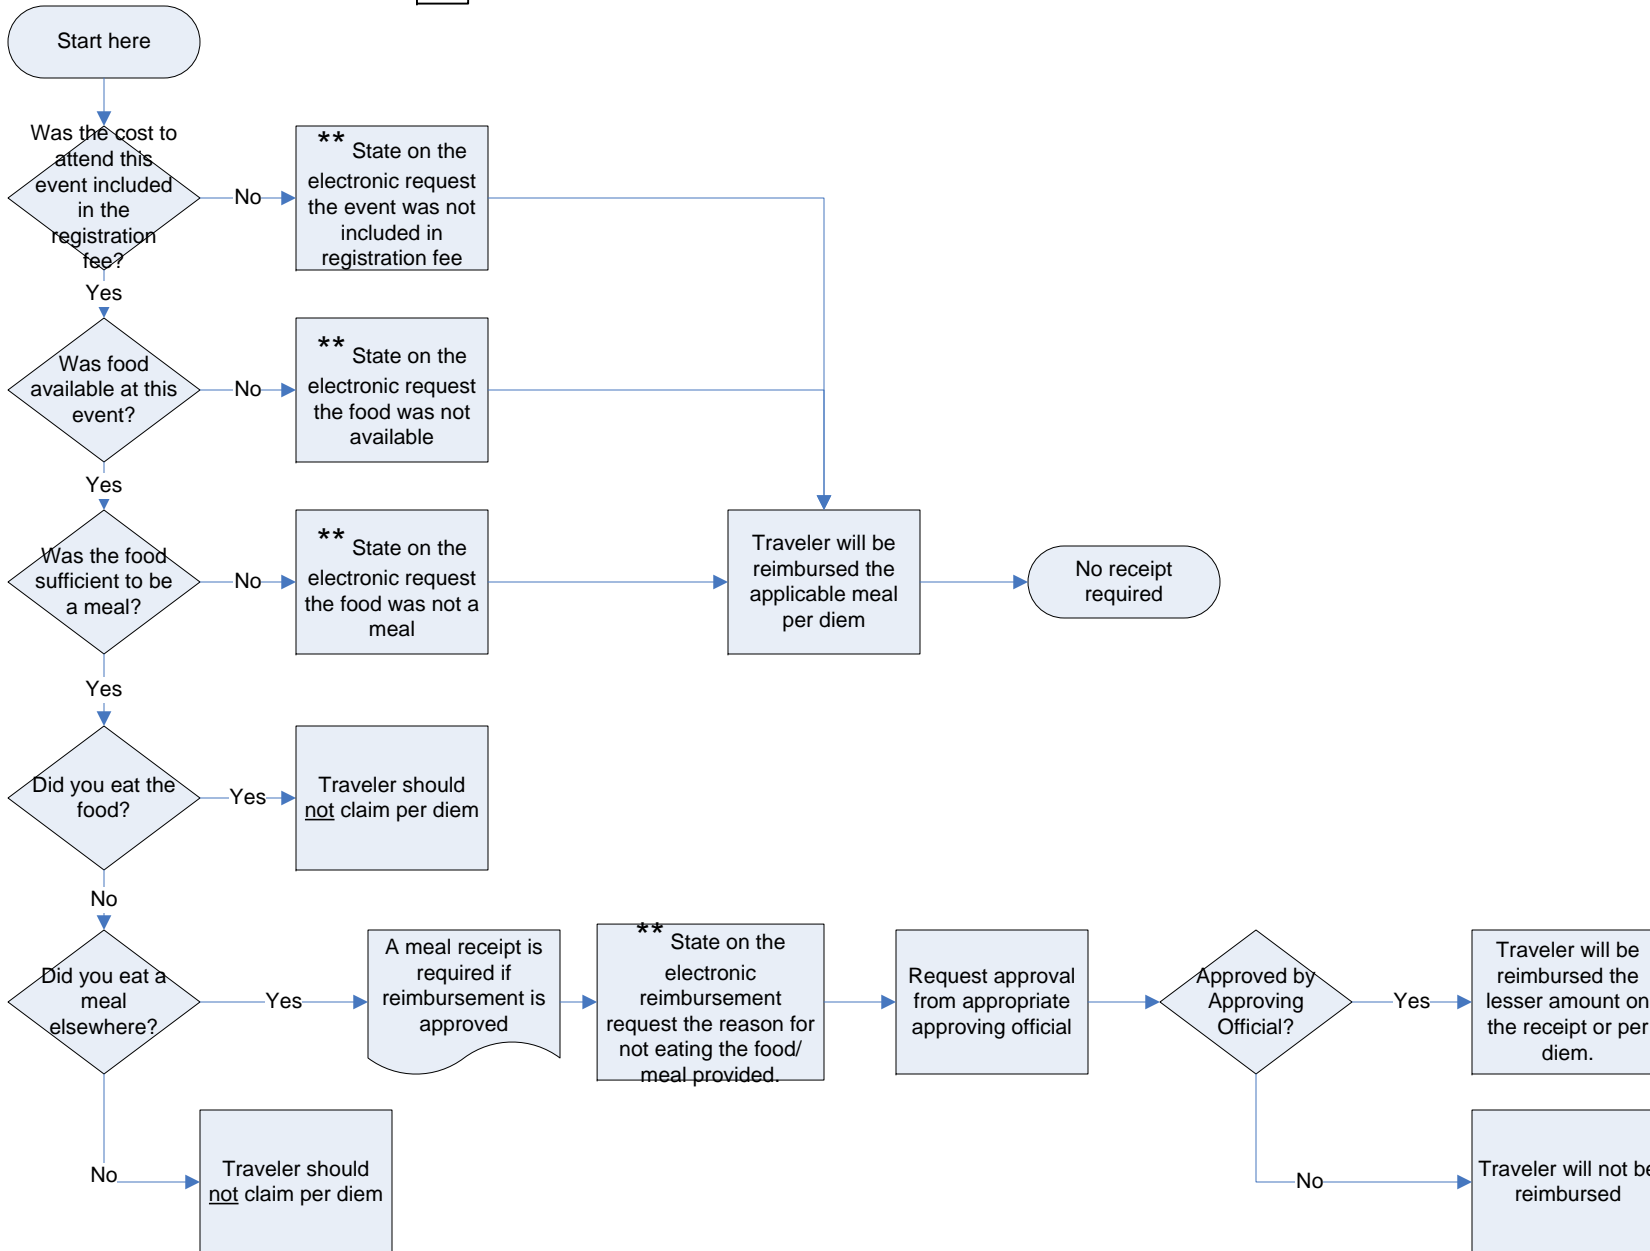 Start here
Was the cost to
attend this
event included
in the
registration
fee?
No
** State on the
electronic request
the event was not
included in
registration fee
Yes
Was food
available at this
event?
No
** State on the
electronic request
the food was not
available
Yes
Was the food
sufficient to be
a meal?
No
** State on the
electronic request
the food was not a
meal
Traveler will be
reimbursed the
applicable meal
per diem
No receipt
required
Yes
Did you eat the
food?
Yes
Traveler should
not claim per diem
No
Did you eat a
meal
elsewhere?
Yes
A meal receipt is
required if
reimbursement is
approved
** State on the
electronic
reimbursement
request the reason for
not eating the food/
meal provided.
Request approval
from appropriate
approving official
Approved by
Approving
Official?
Yes
Traveler will be
reimbursed the
lesser amount on
the receipt or per
diem.
No
Traveler should
not claim per diem
No
Traveler will not be
reimbursed